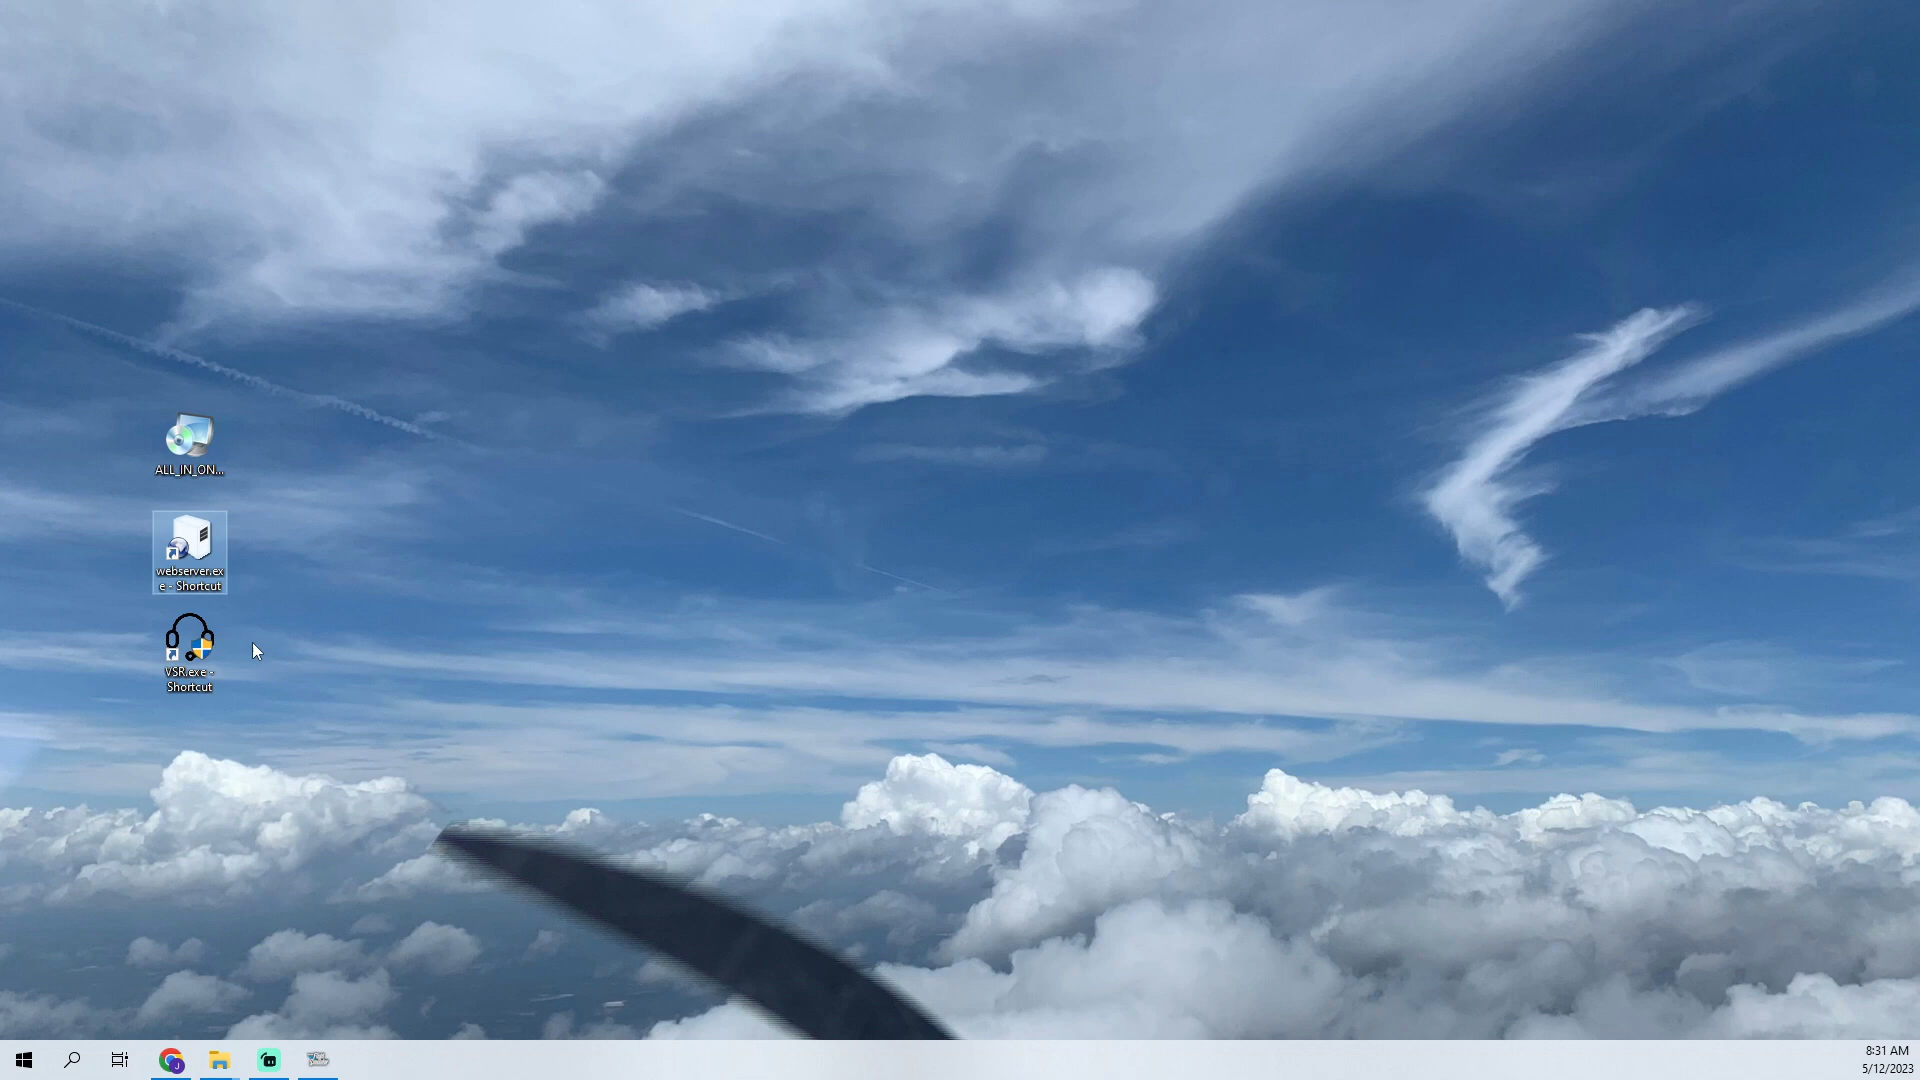 ALL_IN_ON...
webserver.ex
e - Shortcut
VSR.exe -
Shortcut
J
8:31 AM
5/12/2023